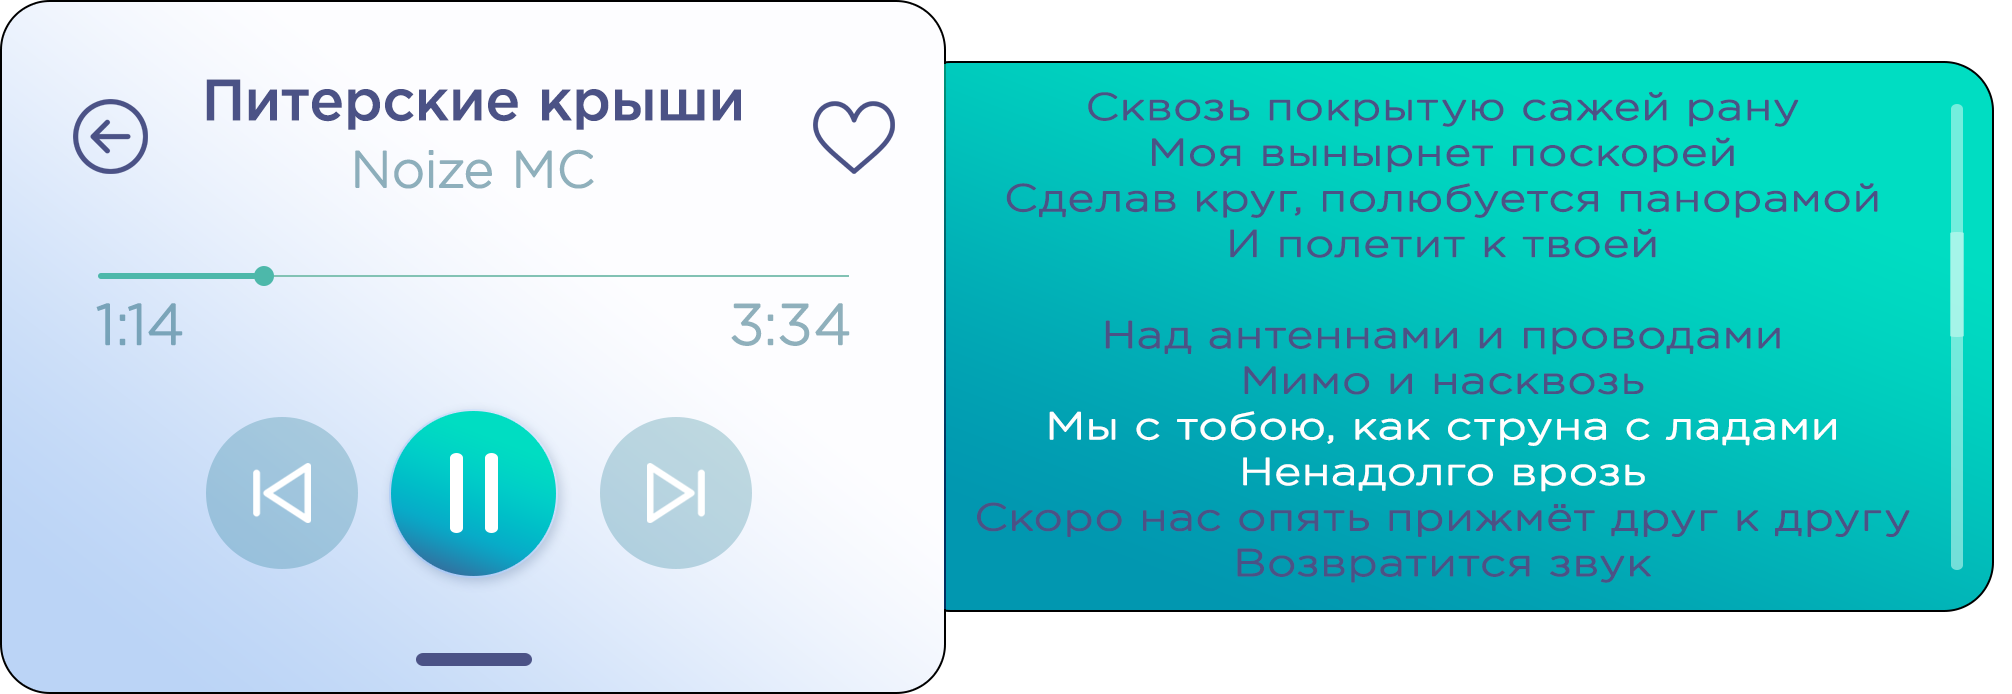 Питерские крыши
Noize MC
1:14
3:34
Сквозь покрытую сажей рану
Моя вынырнет поскорей
Сделав круг, полюбуется панорамой
И полетит к твоей
Над антеннами и проводами
Мимо и насквозь
Мы с тобою, как струна с ладами
Ненадолго врозь
Скоро нас опять прижмёт друг к другу
Возвратится звук